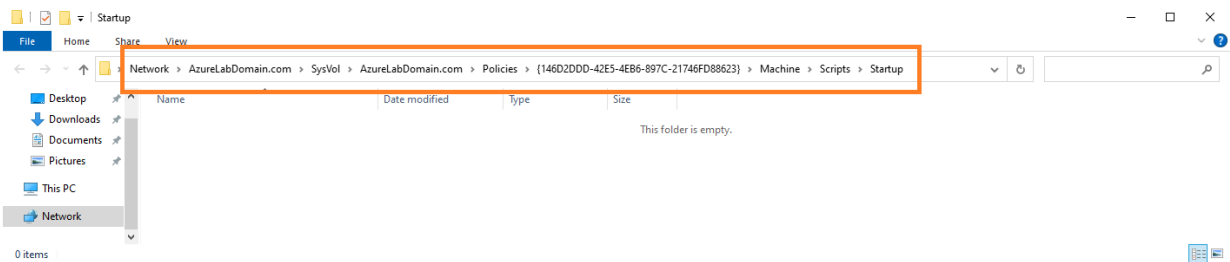 Startup
File Home Share View
Network > AzureLabDomain.com > SysVol > AzureLabDomain.com > Policies > {146D2DDD-42E5-4EB6-897C-21746FD88623} > Machine > Scripts > Startup
Name Date modified Type Size
This folder is empty.
Desktop
Downloads
Documents
Pictures
This PC
Network
0 items